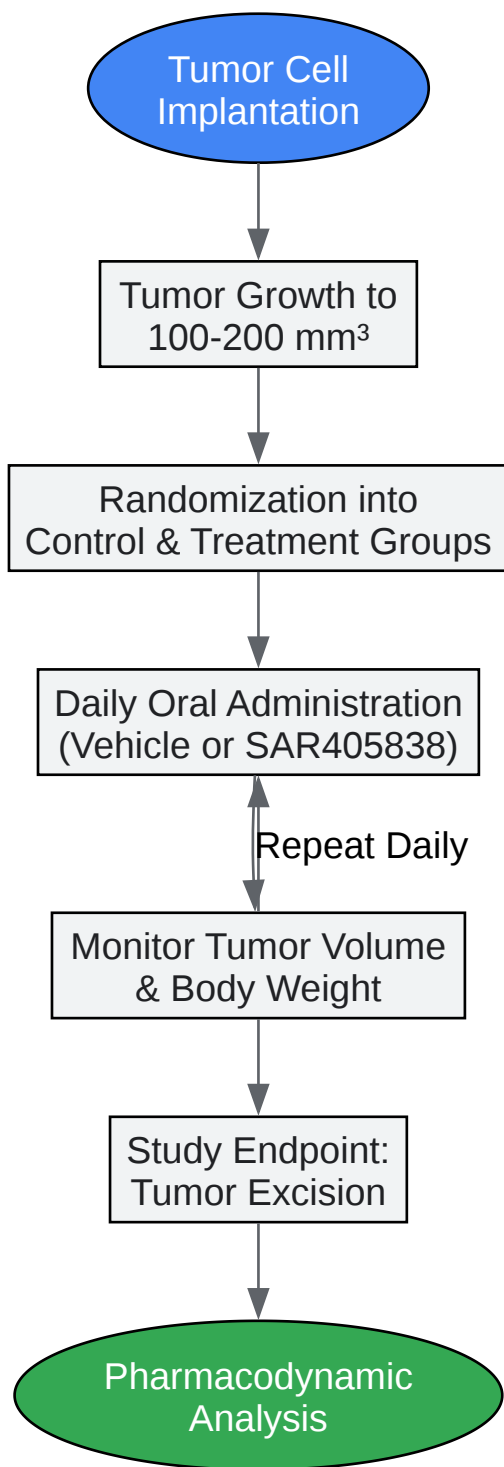 Tumor Cell
Implantation
Tumor Growth to
100-200 mm³
Randomization into
Control & Treatment Groups
Daily Oral Administration
(Vehicle or SAR405838)
Repeat Daily
Monitor Tumor Volume
& Body Weight
Study Endpoint:
Tumor Excision
Pharmacodynamic
Analysis